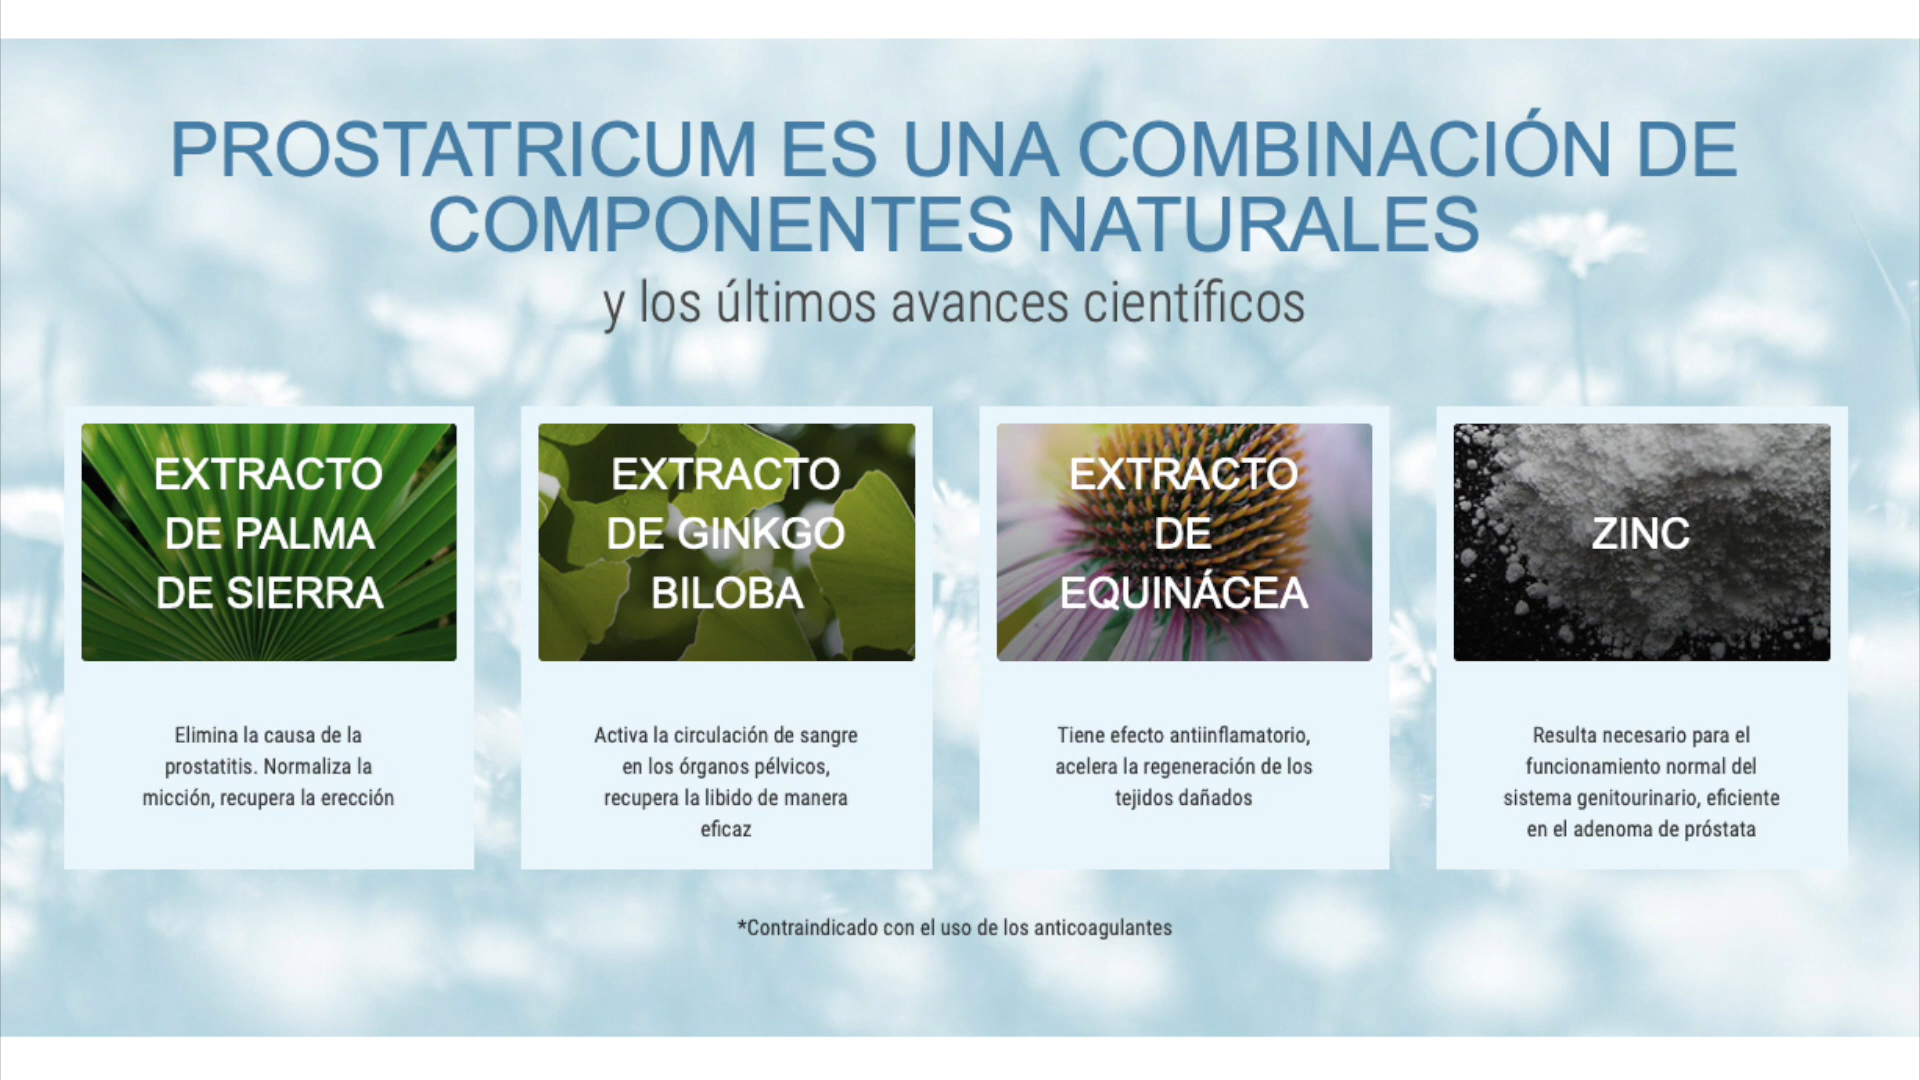 PROSTATRICUM ES UNA COMBINACIÓN DE
COMPONENTES NATURALES
y los últimos avances científicos
EXTRACTO
DE PALMA
DE SIERRA
Elimina la causa de la
prostatitis. Normaliza la
micción, recupera la erección
EXTRACTO
DE GINKGO
BILOBA
Activa la circulación de sangre
en los órganos pélvicos,
recupera la libido de manera
eficaz
EXTRACTO
DE
EQUINÁCEA
Tiene efecto antiinflamatorio,
acelera la regeneración de los
tejidos dañados
ZINC
Resulta necesario para el
funcionamiento normal del
sistema genitourinario, eficiente
en el adenoma de próstata
*Contraindicado con el uso de los anticoagulantes